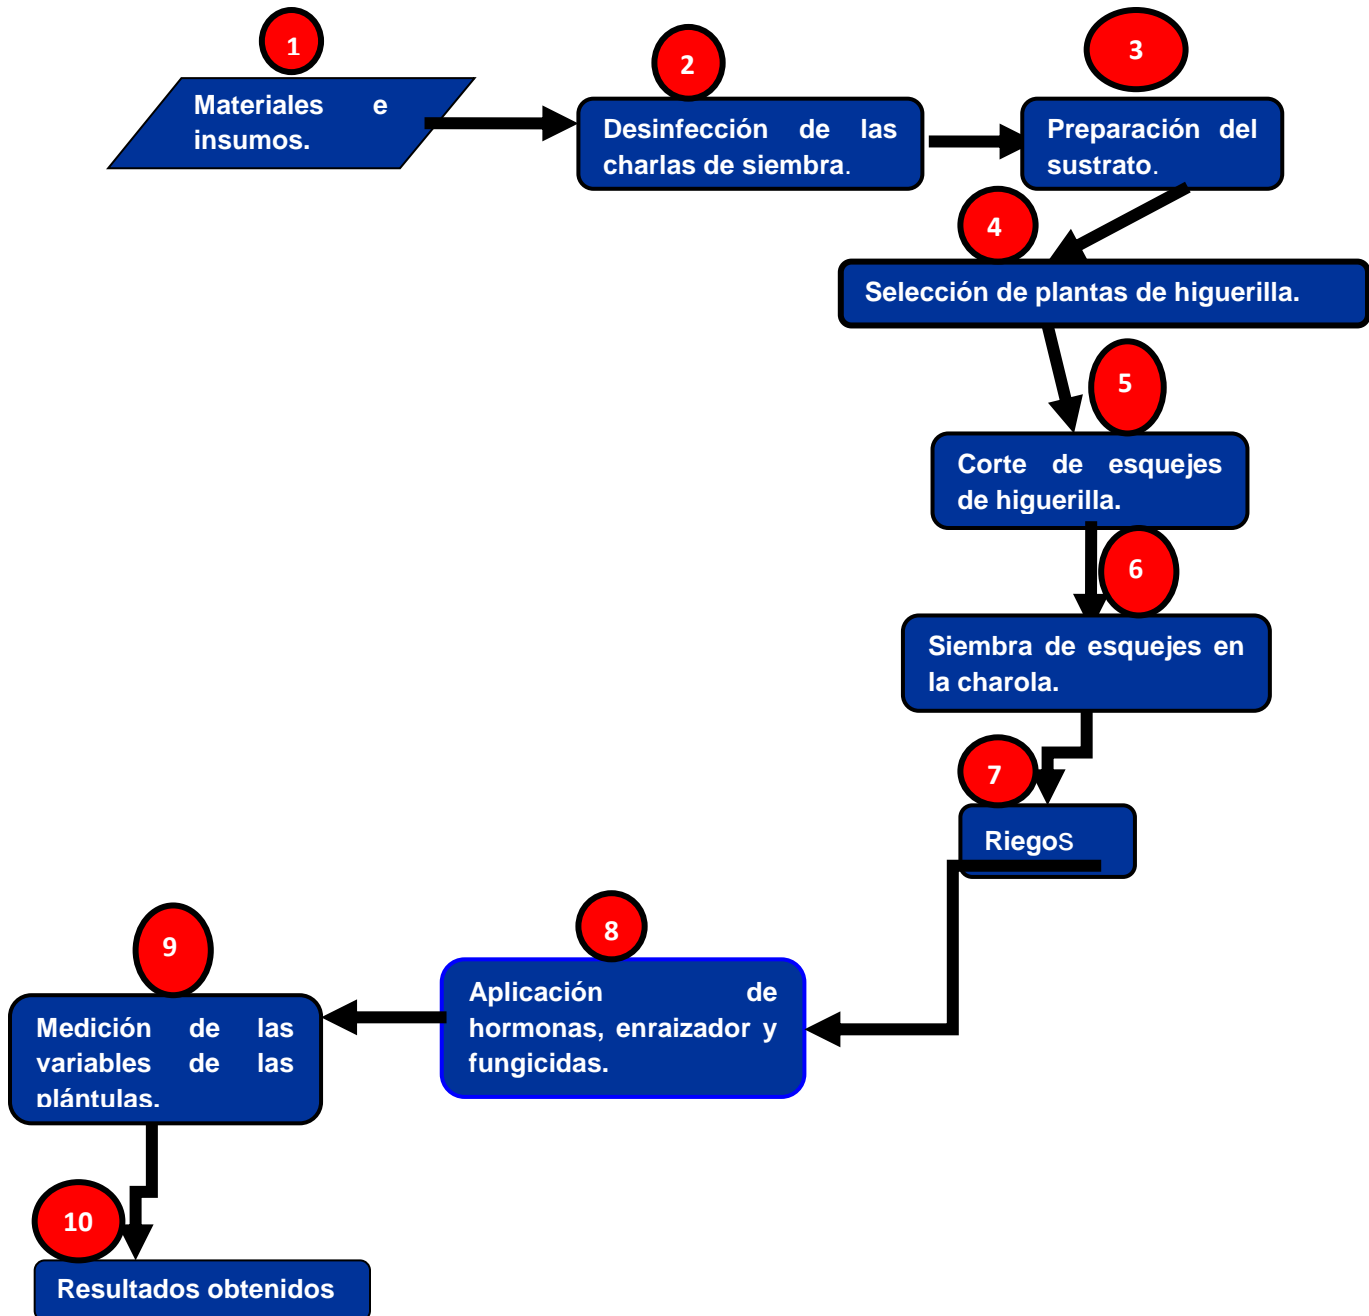 1
Materiales e
insumos.
2
Desinfección de las
charlas de siembra.
3
Preparación del
sustrato.
4
Selección de plantas de higuerilla.
5
Corte de esquejes
de higuerilla.
6
Siembra de esquejes en
la charola.
7
Riegos
8
Aplicación de
hormonas, enraizador y
fungicidas.
9
Medición de las
variables de las
plántulas.
10
Resultados obtenidos